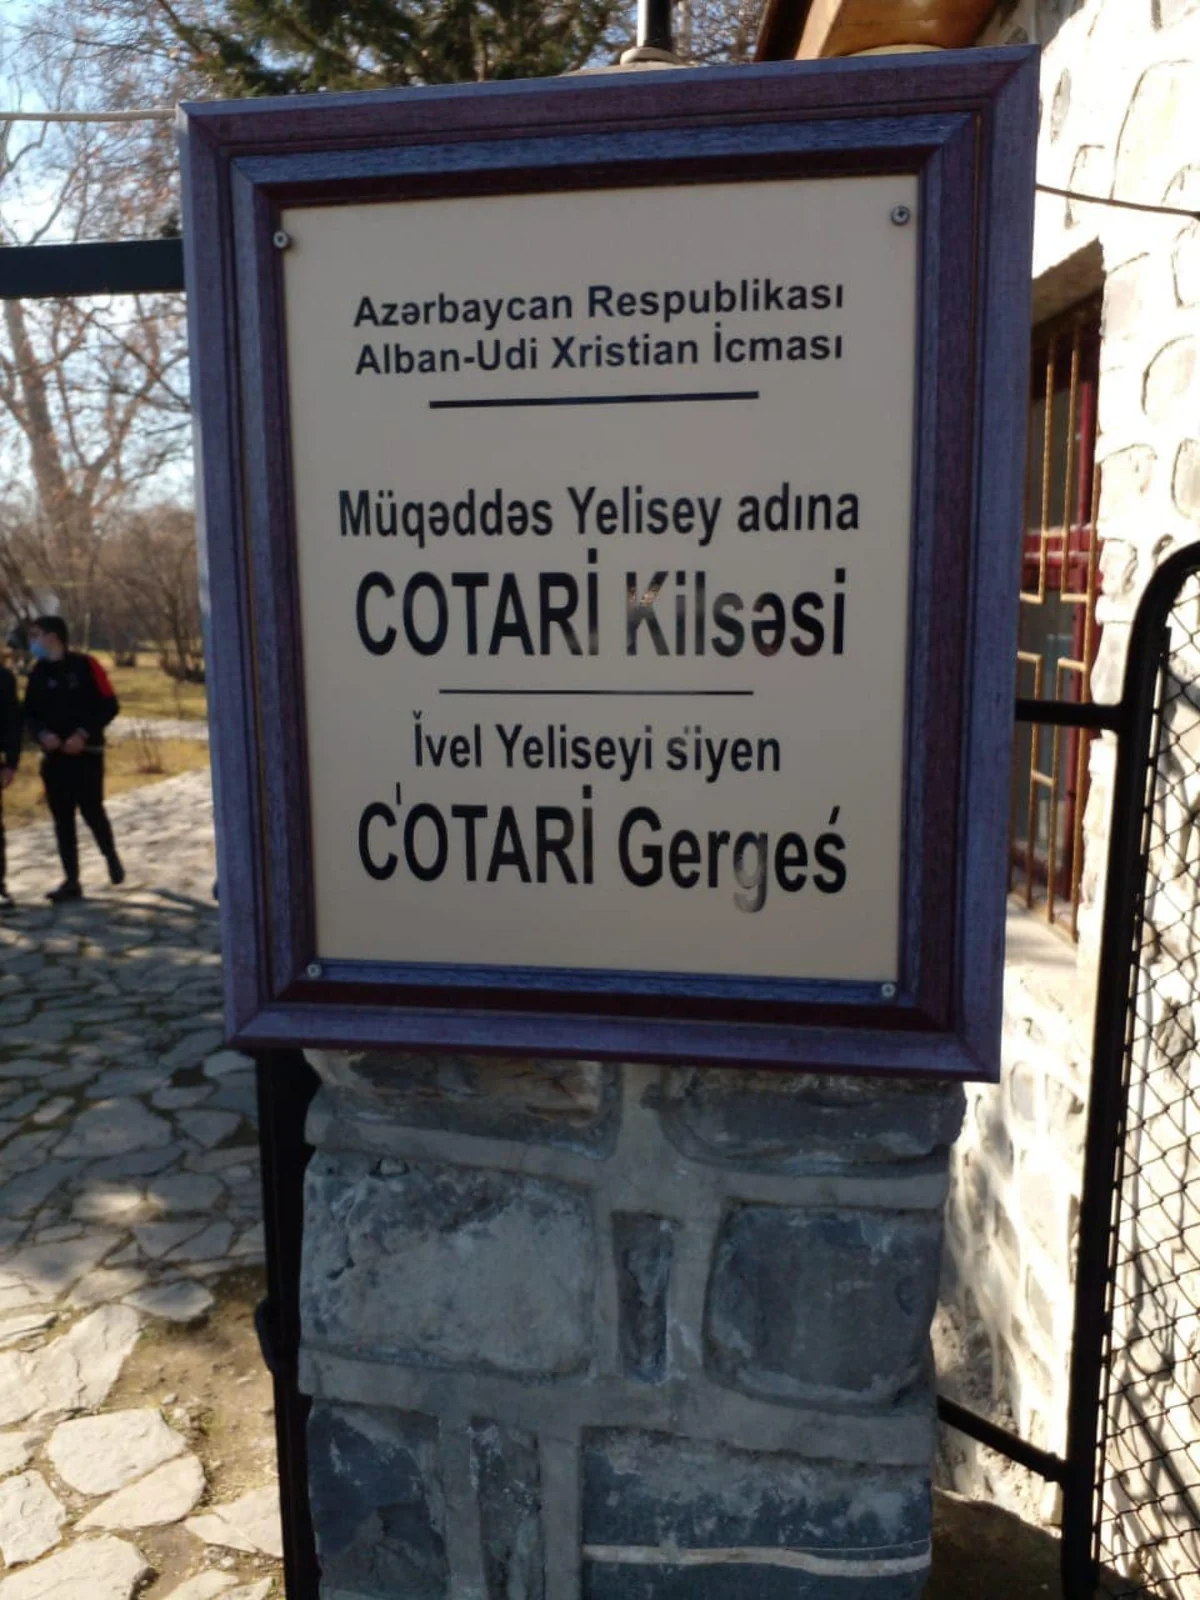 Azərbaycan Respublikası
Alban-Udi Xristian İcması
Müqəddəs Yelisey adına
COTARİ Kilsəsi
İ̌vel Yeliseyi s̈iyen
C̍OTARİ Gergeś